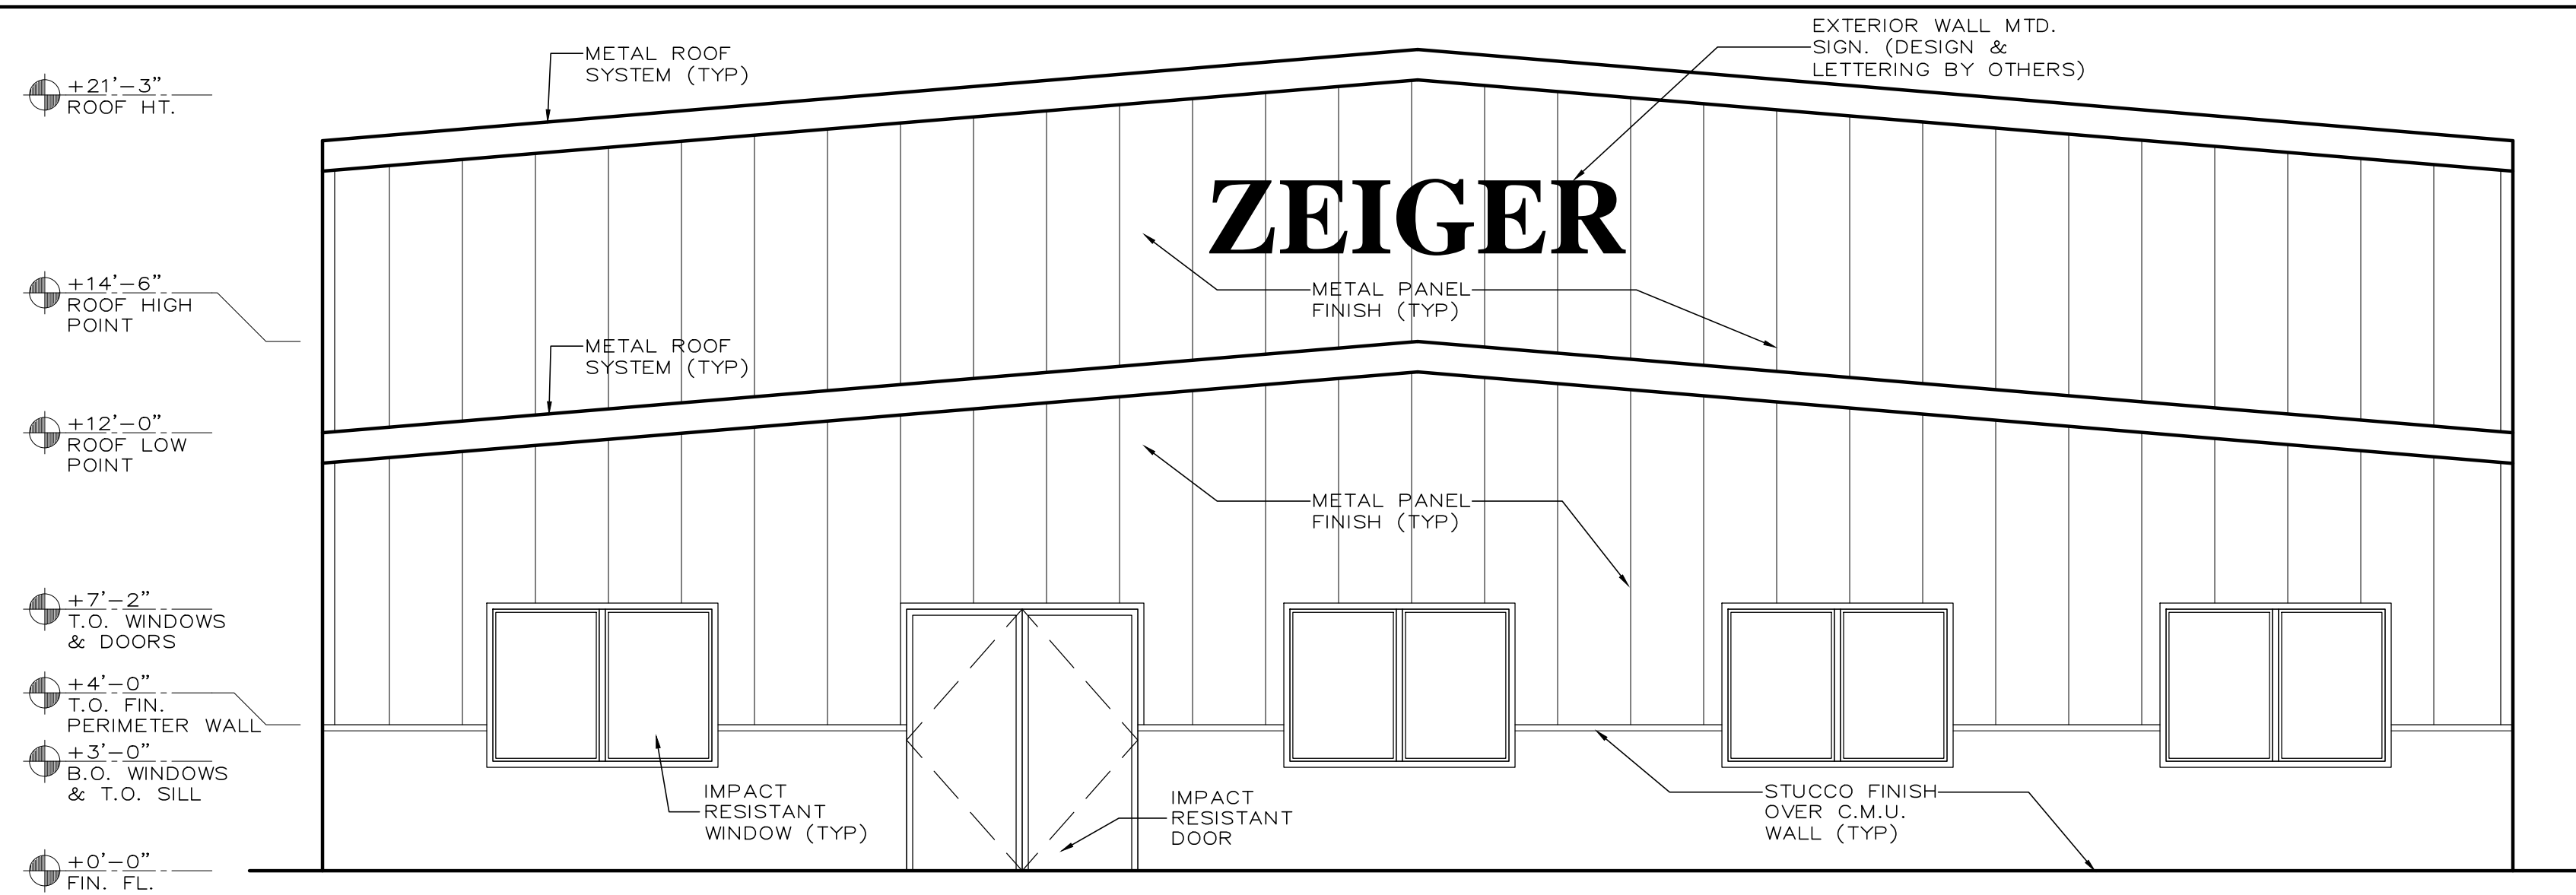 EXTERIOR WALL MTD.
SIGN. (DESIGN &
LETTERING BY OTHERS)
METAL ROOF
SYSTEM (TYP)
+21'-3"
ROOF HT.
ZEIGER
+14'-6"
ROOF HIGH
POINT
METAL PANEL
FINISH (TYP)
METAL ROOF
SYSTEM (TYP)
+12'-0"
ROOF LOW
POINT
METAL PANEL
FINISH (TYP)
+7'-2"
T.O. WINDOWS
& DOORS
+4'-0"
T.O. FIN.
PERIMETER WALL
+3'-0"
B.O. WINDOWS
& T.O. SILL
IMPACT
RESISTANT
WINDOW (TYP)
IMPACT
RESISTANT
DOOR
STUCCO FINISH
OVER C.M.U.
WALL (TYP)
+0'-0"
FIN. FL.